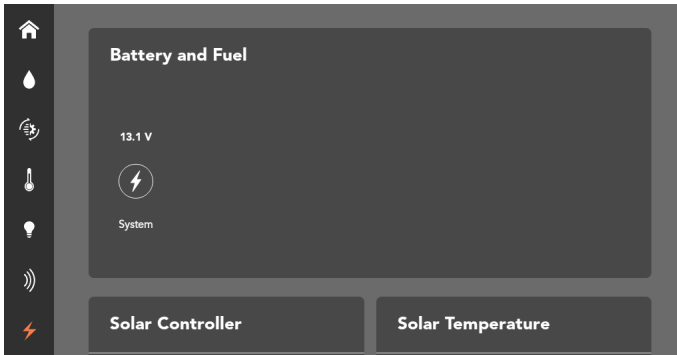 Battery and Fuel
13.1 V
System
Solar Controller
Solar Temperature